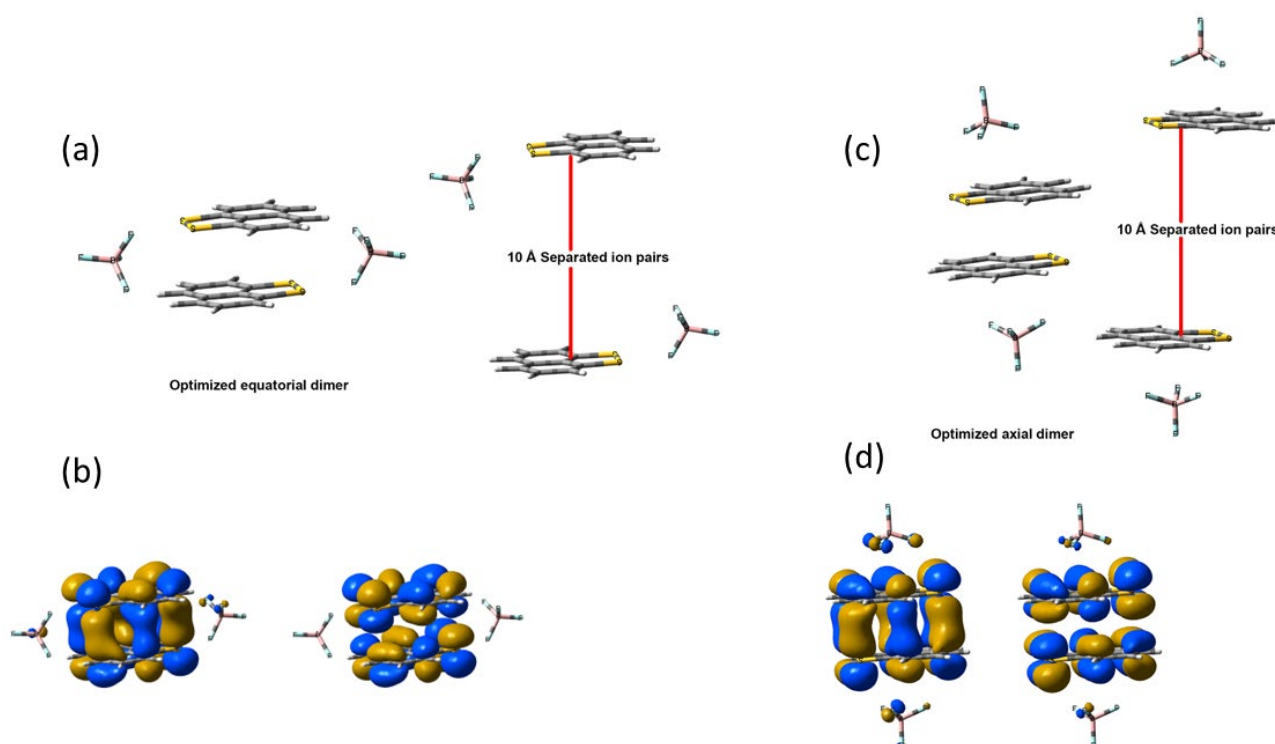 (a)
10 Å Separated ion pairs
Optimized equatorial dimer
(b)
(c)
10 Å Separated ion pairs
Optimized axial dimer
(d)